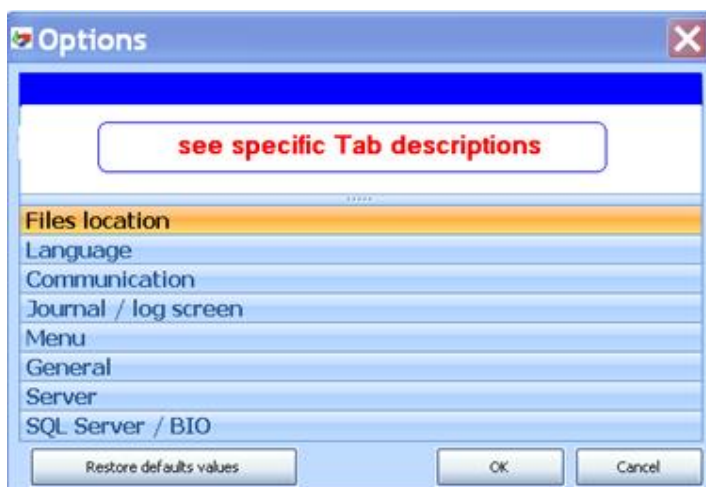 Options
see specific Tab descriptions
Files location
Language
Communication
Journal / log screen
Menu
General
Server
SQL Server / BIO
Restore defaults values
OK
Cancel